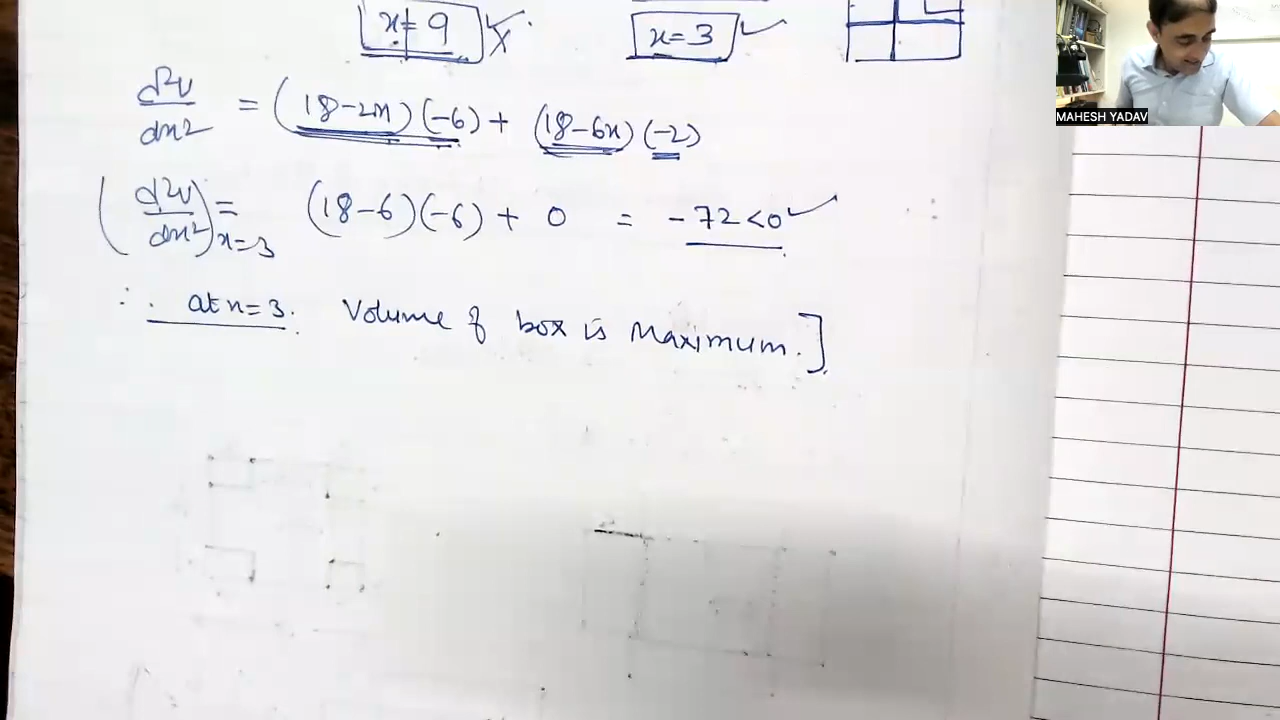 x≠9 x=3
d²v/dx² = (18-2x)(-6) + (18-6x)(-2)
(d²v/dx²)x=3 = (18-6)(-6) + 0 = -72<0
∴ at x=3. Volume of box is Maximum.]
MAHESH YADAV